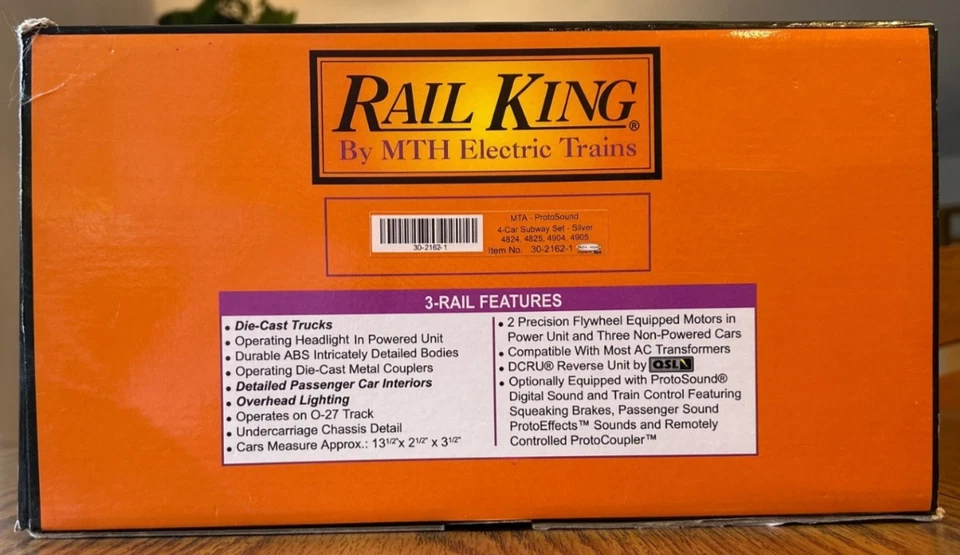 RAIL KING®
By MTH Electric Trains
MTA - ProtoSound
4-Car Subway Set - Silver
4824, 4825, 4904, 4905
Item No. 30-2162-1
30-2162-1
3-RAIL FEATURES
• Die-Cast Trucks
• Operating Headlight In Powered Unit
• Durable ABS Intricately Detailed Bodies
• Operating Die-Cast Metal Couplers
• Detailed Passenger Car Interiors
• Overhead Lighting
• Operates on O-27 Track
• Undercarriage Chassis Detail
• Cars Measure Approx.: 13 1/2" x 2 1/2" x 3 1/2"
• 2 Precision Flywheel Equipped Motors in
Power Unit and Three Non-Powered Cars
• Compatible With Most AC Transformers
• DCRU® Reverse Unit by QSI
• Optionally Equipped with ProtoSound®
Digital Sound and Train Control Featuring
Squeaking Brakes, Passenger Sound
ProtoEffects™ Sounds and Remotely
Controlled ProtoCoupler™